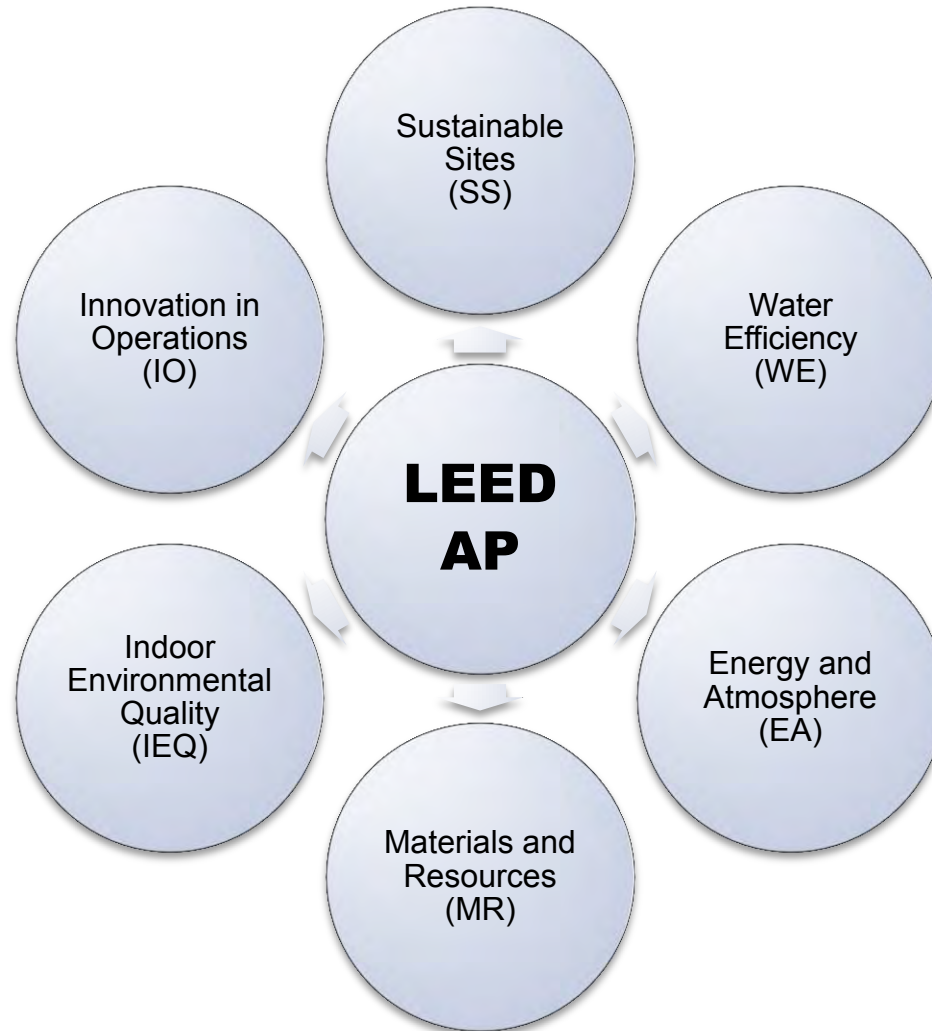 Sustainable
Sites
(SS)
Water
Efficiency
(WE)
Energy and
Atmosphere
(EA)
Materials and
Resources
(MR)
Indoor
Environmental
Quality
(IEQ)
Innovation in
Operations
(IO)
LEED
AP